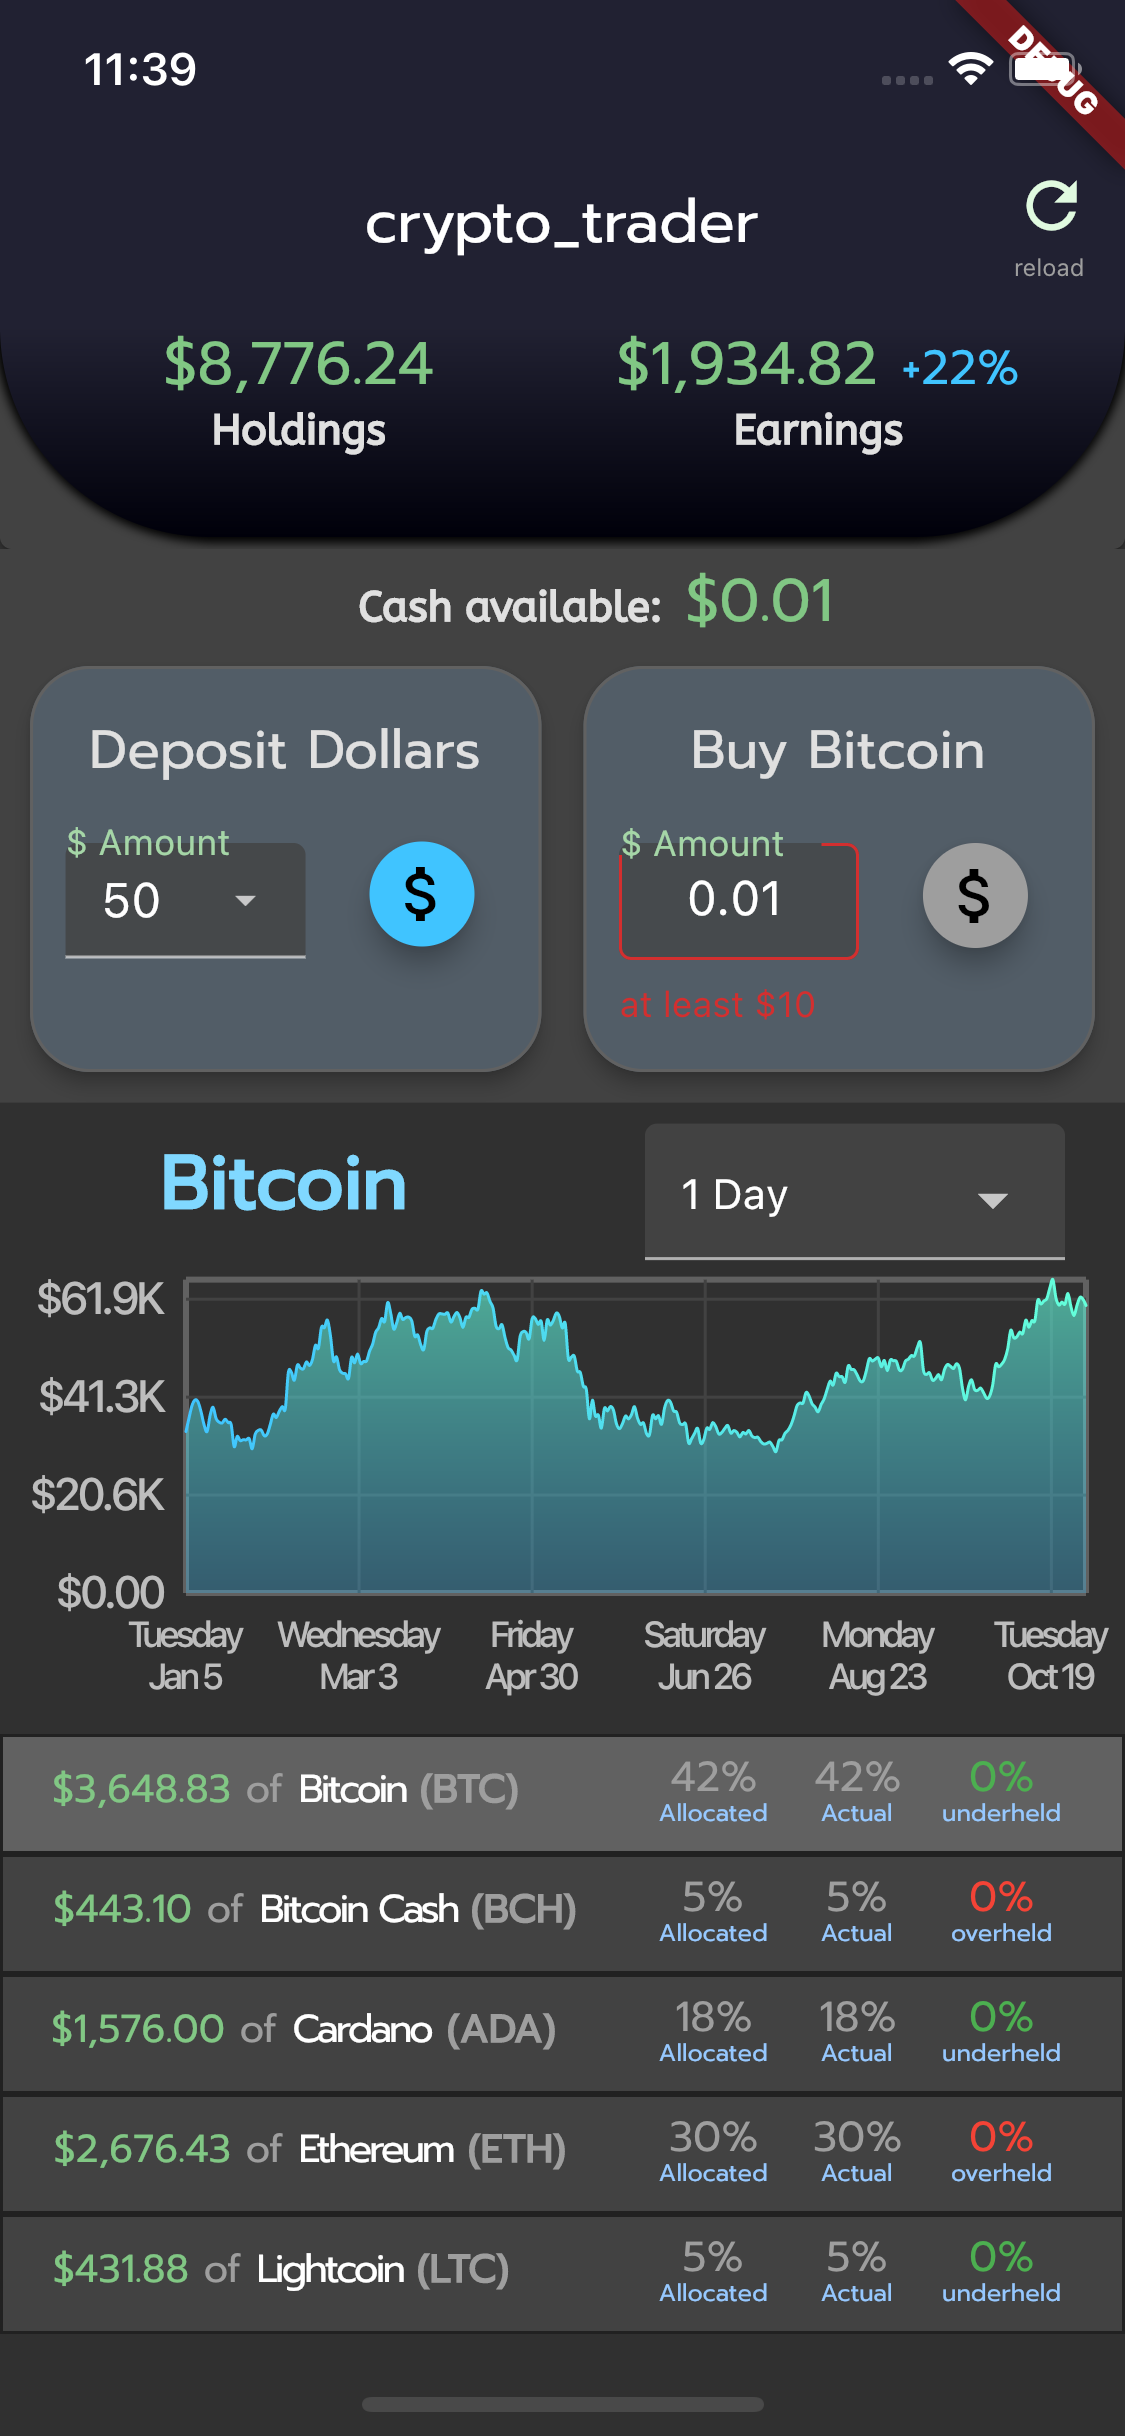 11:39
DEBUG
crypto_trader
reload
$8,776.24
Holdings
$1,934.82 +22%
Earnings
Cash available: $0.01
Deposit Dollars
$ Amount
50
$
Buy Bitcoin
$ Amount
0.01
$
at least $10
Bitcoin
1 Day
$61.9K
$41.3K
$20.6K
$0.00
Tuesday
Jan 5
Wednesday
Mar 3
Friday
Apr 30
Saturday
Jun 26
Monday
Aug 23
Tuesday
Oct 19
$3,648.83 of Bitcoin (BTC)
42%
Allocated
42%
Actual
0%
underheld
$443.10 of Bitcoin Cash (BCH)
5%
Allocated
5%
Actual
0%
overheld
$1,576.00 of Cardano (ADA)
18%
Allocated
18%
Actual
0%
underheld
$2,676.43 of Ethereum (ETH)
30%
Allocated
30%
Actual
0%
overheld
$431.88 of Lightcoin (LTC)
5%
Allocated
5%
Actual
0%
underheld